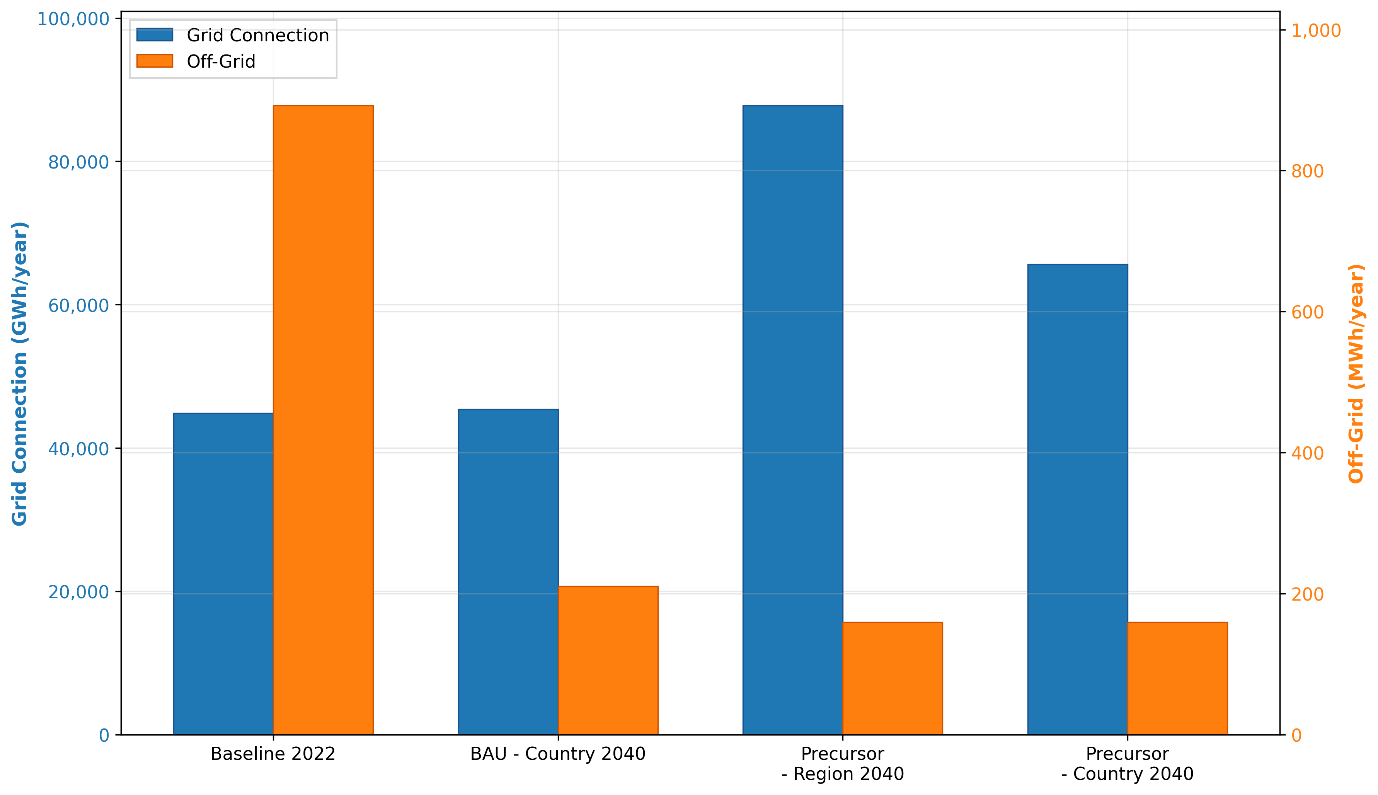 Grid Connection
Off-Grid
Grid Connection (GWh/year)
100,000
80,000
60,000
40,000
20,000
0
Off-Grid (MWh/year)
1,000
800
600
400
200
0
Baseline 2022
BAU - Country 2040
Precursor
- Region 2040
Precursor
- Country 2040